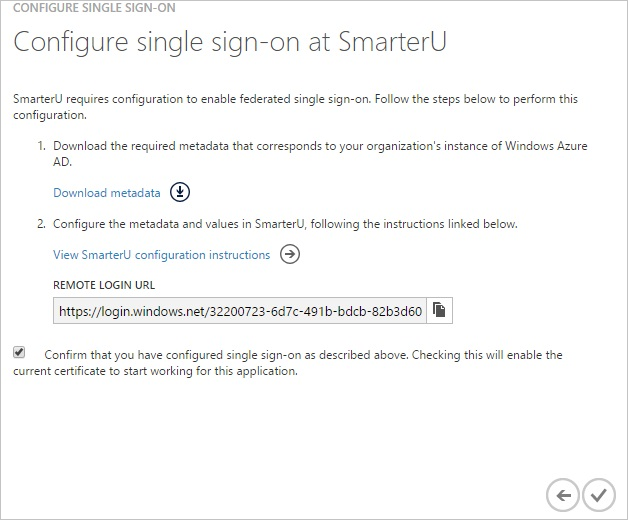 CONFIGURE SINGLE SIGN-ON
Configure single sign-on at SmarterU
SmarterU requires configuration to enable federated single sign-on. Follow the steps below to perform this
configuration.
1. Download the required metadata that corresponds to your organization's instance of Windows Azure
AD.
Download metadata
2. Configure the metadata and values in SmarterU, following the instructions linked below.
View SmarterU configuration instructions
REMOTE LOGIN URL
https://login.windows.net/32200723-6d7c-491b-bdcb-82b3d60
Confirm that you have configured single sign-on as described above. Checking this will enable the
current certificate to start working for this application.